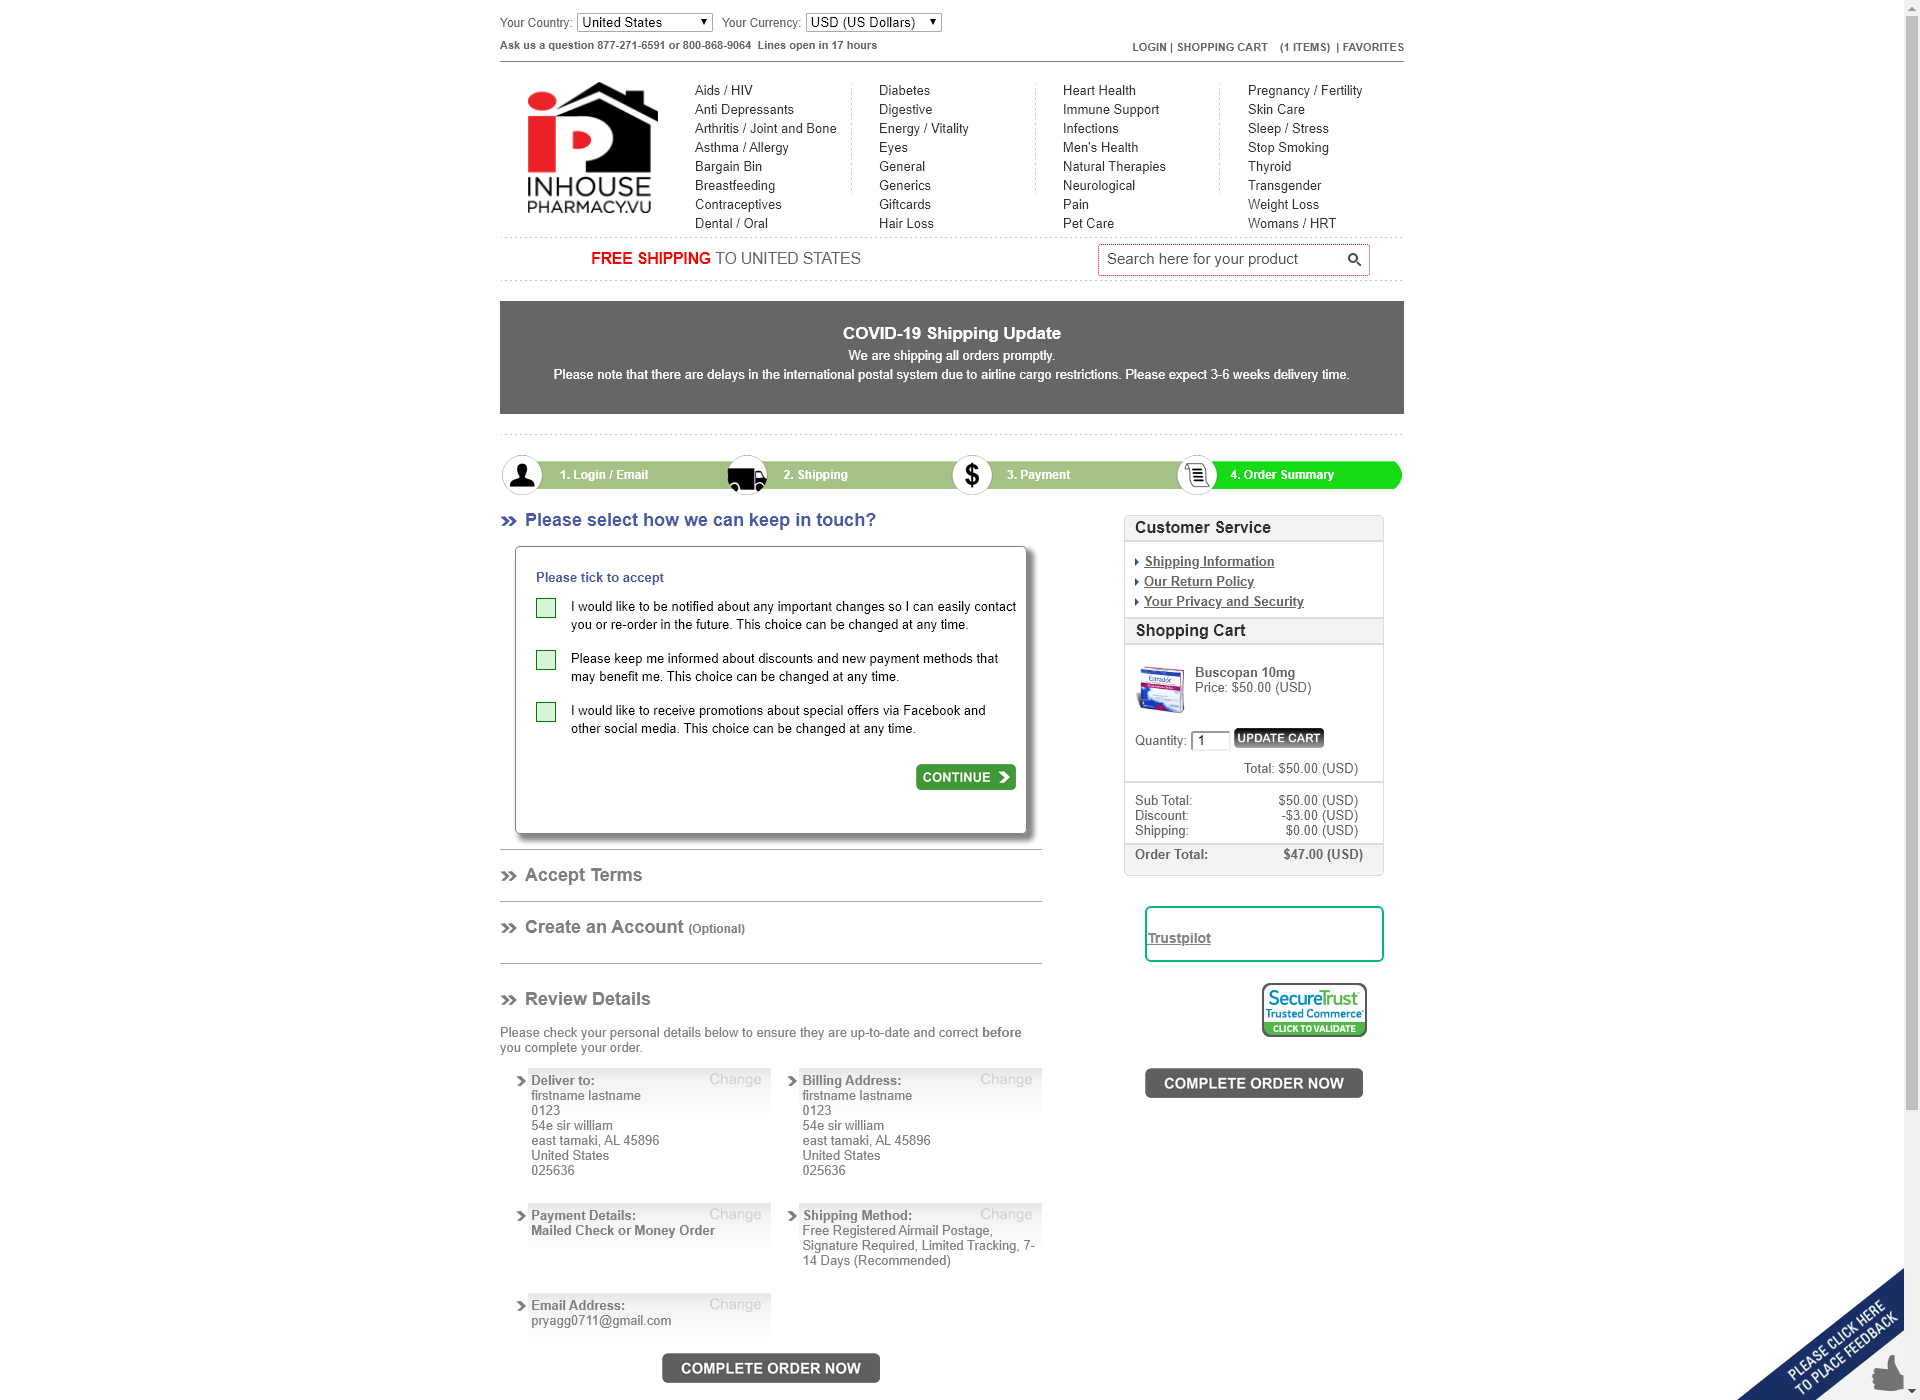 Your Country: United States Your Currency: USD (US Dollars)
Ask us a question 877-271-6591 or 800-868-9064 Lines open in 17 hours
LOGIN | SHOPPING CART (1 ITEMS) | FAVORITES
INHOUSE
PHARMACY.VU
Aids / HIV
Anti Depressants
Arthritis / Joint and Bone
Asthma / Allergy
Bargain Bin
Breastfeeding
Contraceptives
Dental / Oral
Diabetes
Digestive
Energy / Vitality
Eyes
General
Generics
Giftcards
Hair Loss
Heart Health
Immune Support
Infections
Men's Health
Natural Therapies
Neurological
Pain
Pet Care
Pregnancy / Fertility
Skin Care
Sleep / Stress
Stop Smoking
Thyroid
Transgender
Weight Loss
Womans / HRT
FREE SHIPPING TO UNITED STATES
Search here for your product
COVID-19 Shipping Update
We are shipping all orders promptly.
Please note that there are delays in the international postal system due to airline cargo restrictions. Please expect 3-6 weeks delivery time.
1. Login / Email
2. Shipping
$ 3. Payment
4. Order Summary
Please select how we can keep in touch?
Please tick to accept
I would like to be notified about any important changes so I can easily contact
you or re-order in the future. This choice can be changed at any time.
Please keep me informed about discounts and new payment methods that
may benefit me. This choice can be changed at any time.
I would like to receive promotions about special offers via Facebook and
other social media. This choice can be changed at any time.
CONTINUE
Accept Terms
Create an Account (Optional)
Review Details
Please check your personal details below to ensure they are up-to-date and correct before
you complete your order.
Deliver to: Change
firstname lastname
0123
54e sir william
east tamaki, AL 45896
United States
025636
Billing Address: Change
firstname lastname
0123
54e sir william
east tamaki, AL 45896
United States
025636
Payment Details: Change
Mailed Check or Money Order
Shipping Method: Change
Free Registered Airmail Postage,
Signature Required, Limited Tracking, 7-
14 Days (Recommended)
Email Address: Change
pryagg0711@gmail.com
COMPLETE ORDER NOW
Customer Service
Shipping Information
Our Return Policy
Your Privacy and Security
Shopping Cart
Estradot
Buscopan 10mg
Price: $50.00 (USD)
Quantity: 1 UPDATE CART
Total: $50.00 (USD)
Sub Total: $50.00 (USD)
Discount: -$3.00 (USD)
Shipping: $0.00 (USD)
Order Total: $47.00 (USD)
Trustpilot
SecureTrust
Trusted Commerce
CLICK TO VALIDATE
COMPLETE ORDER NOW
PLEASE CLICK HERE
TO PLACE FEEDBACK